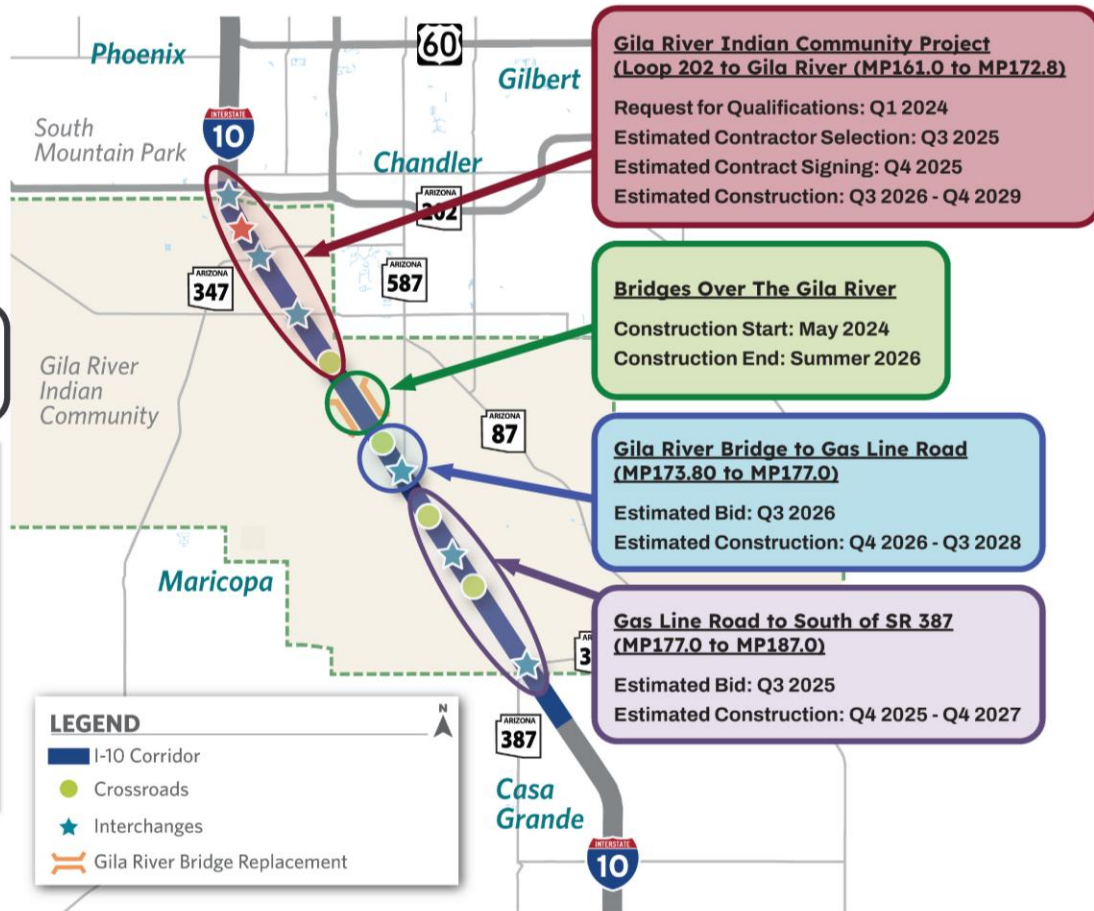 Phoenix
60
Gilbert
South
Mountain Park
INTERSTATE
10
Chandler
ARIZONA
202
ARIZONA
347
ARIZONA
587
Gila River
Indian
Community
ARIZONA
87
Maricopa
ARIZONA
387
Casa
Grande
INTERSTATE
10
Gila River Indian Community Project
(Loop 202 to Gila River (MP161.0 to MP172.8)
Request for Qualifications: Q1 2024
Estimated Contractor Selection: Q3 2025
Estimated Contract Signing: Q4 2025
Estimated Construction: Q3 2026 - Q4 2029
Bridges Over The Gila River
Construction Start: May 2024
Construction End: Summer 2026
Gila River Bridge to Gas Line Road
(MP173.80 to MP177.0)
Estimated Bid: Q3 2026
Estimated Construction: Q4 2026 - Q3 2028
Gas Line Road to South of SR 387
(MP177.0 to MP187.0)
Estimated Bid: Q3 2025
Estimated Construction: Q4 2025 - Q4 2027
LEGEND
N
I-10 Corridor
Crossroads
Interchanges
Gila River Bridge Replacement